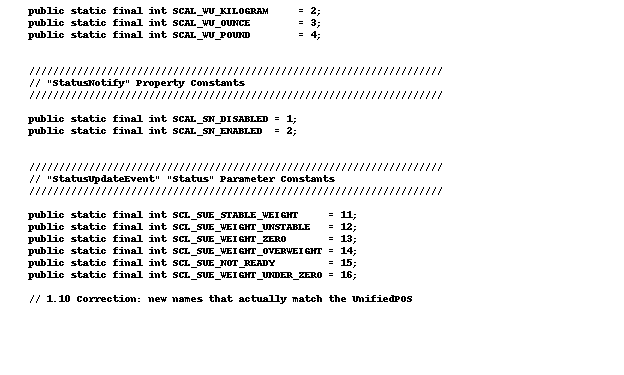 public static final int SCAL_WU_KILOGRAM     = 2;
public static final int SCAL_WU_OUNCE        = 3;
public static final int SCAL_WU_POUND        = 4;
/////////////////////////////////////////////////////////////////////
// "StatusNotify" Property Constants
/////////////////////////////////////////////////////////////////////
public static final int SCAL_SN_DISABLED = 1;
public static final int SCAL_SN_ENABLED  = 2;
/////////////////////////////////////////////////////////////////////
// "StatusUpdateEvent" "Status" Parameter Constants
/////////////////////////////////////////////////////////////////////
public static final int SCL_SUE_STABLE_WEIGHT     = 11;
public static final int SCL_SUE_WEIGHT_UNSTABLE   = 12;
public static final int SCL_SUE_WEIGHT_ZERO       = 13;
public static final int SCL_SUE_WEIGHT_OVERWEIGHT = 14;
public static final int SCL_SUE_NOT_READY         = 15;
public static final int SCL_SUE_WEIGHT_UNDER_ZERO = 16;
// 1.10 Correction: new names that actually match the UnifiedPOS